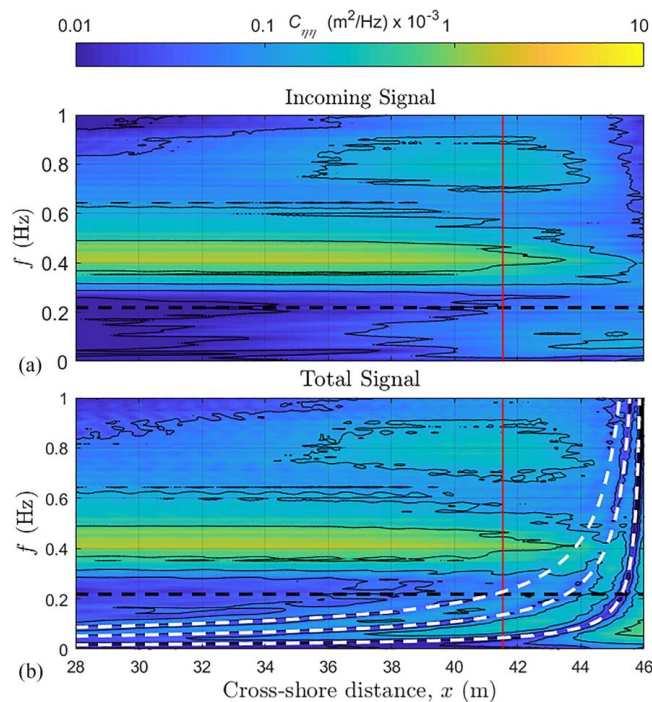 0.01 0.1 1 10
C_ηη (m²/Hz) x 10⁻³
Incoming Signal
1
0.8
0.6
0.4
0.2
0
f (Hz)
(a)
Total Signal
1
0.8
0.6
0.4
0.2
0
f (Hz)
(b)
28 30 32 34 36 38 40 42 44 46
Cross-shore distance, x (m)